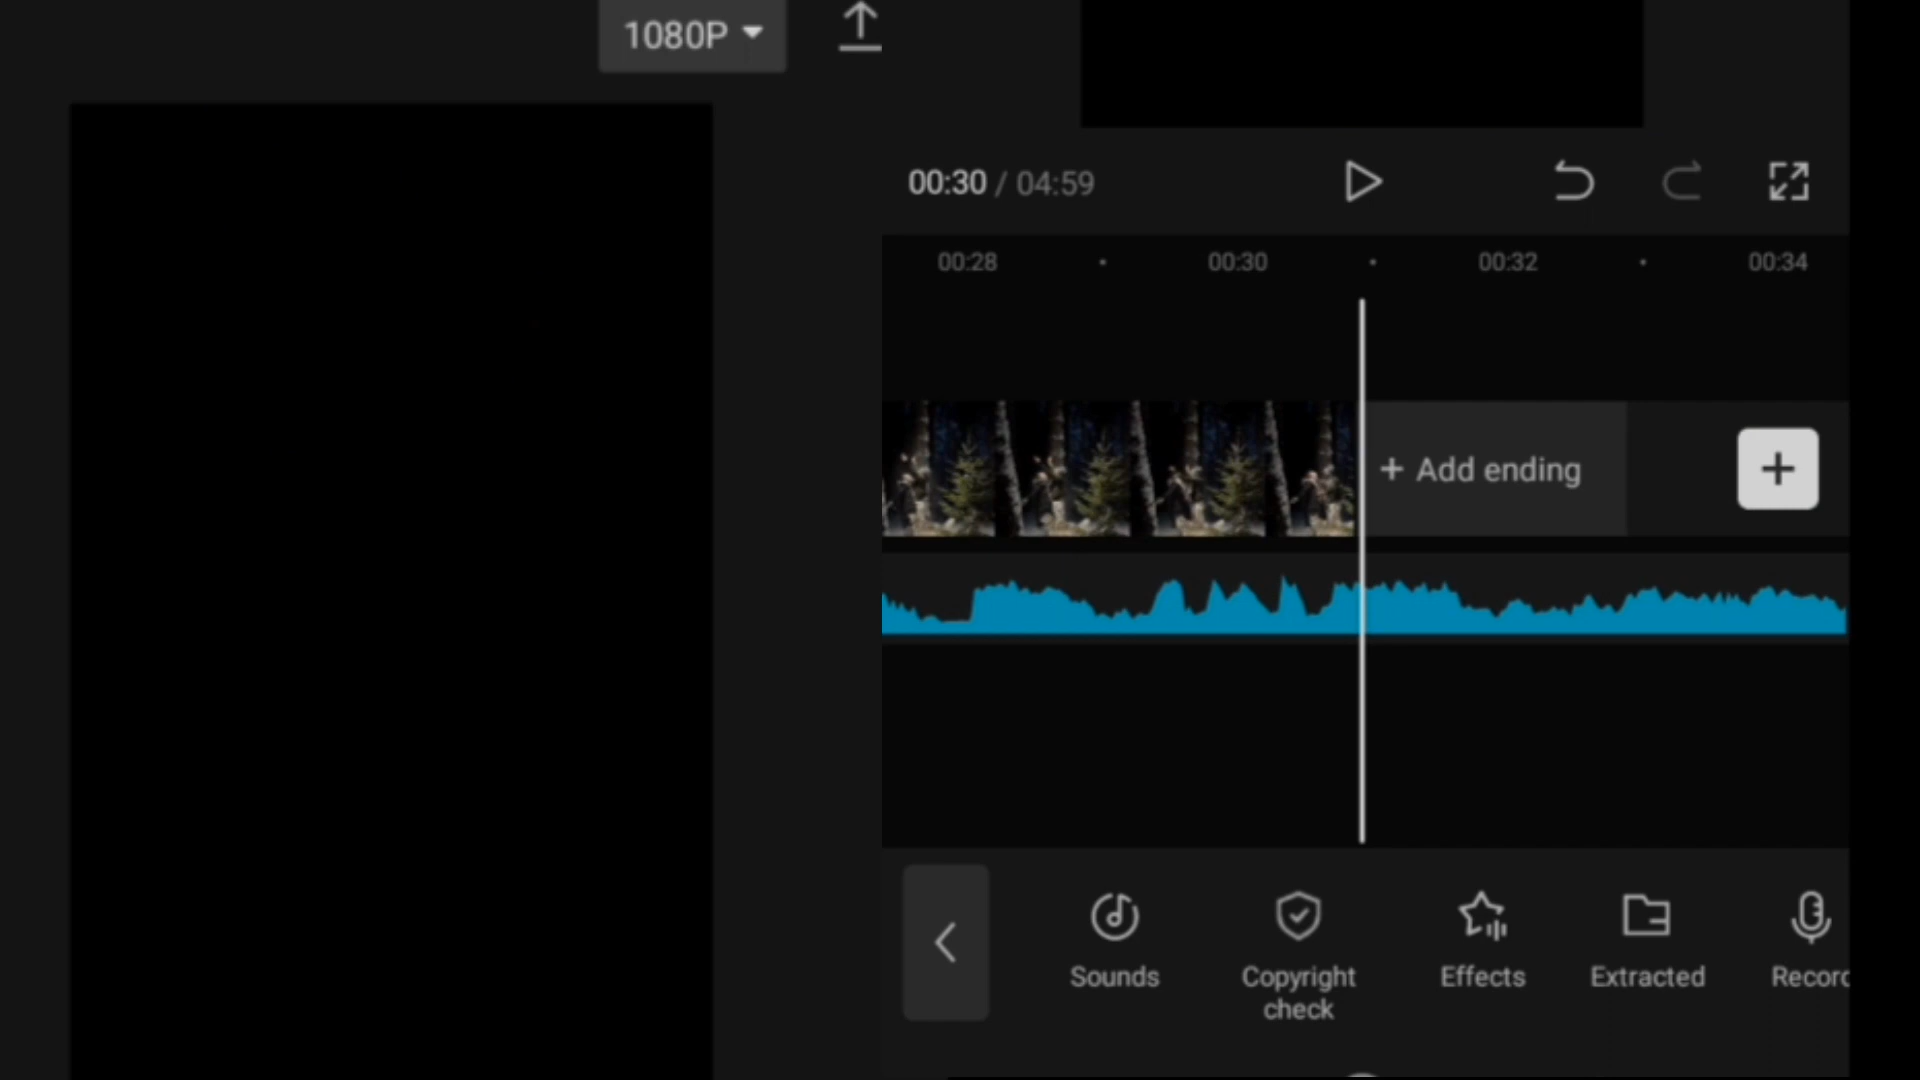 1080P
00:30 / 04:59
00:28 00:30 00:32 00:34
+ Add ending
Sounds
Copyright
check
Effects
Extracted
Record